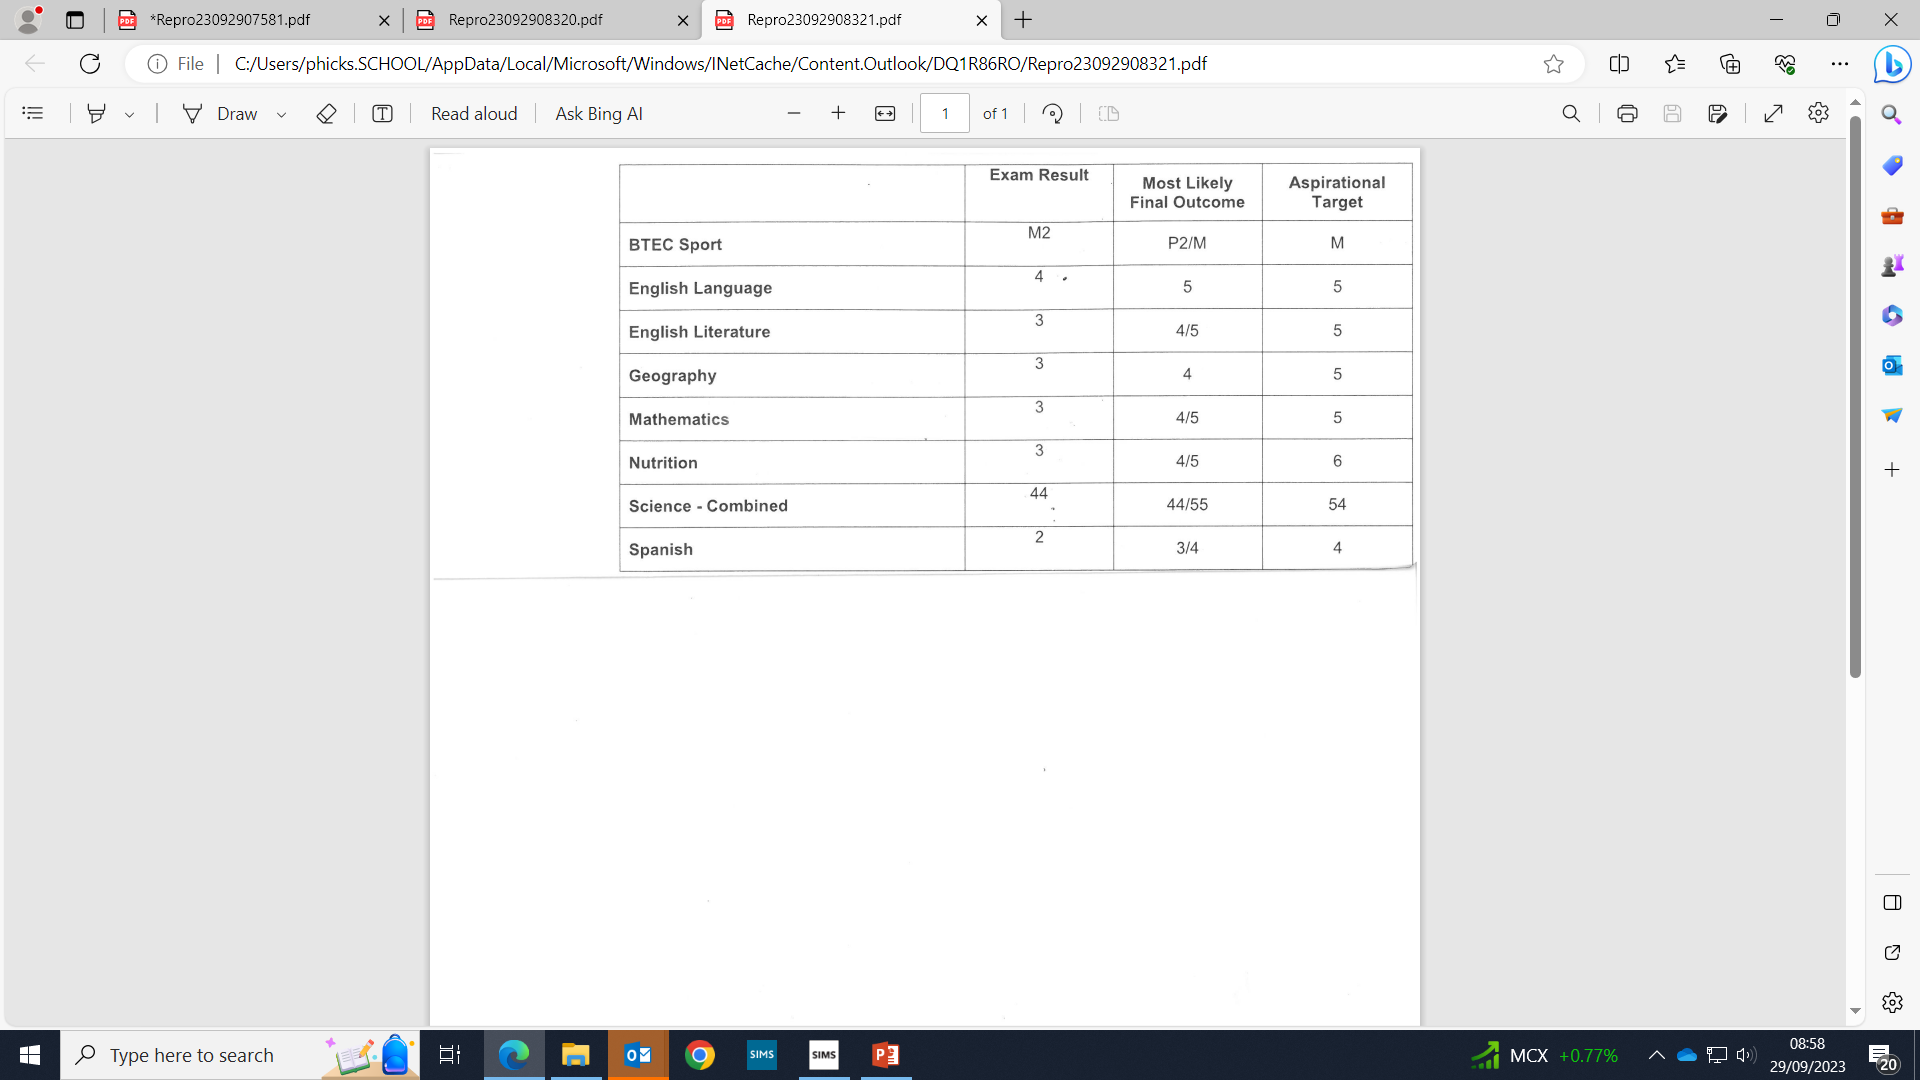 *Repro23092907581.pdf
Repro23092908320.pdf
Repro23092908321.pdf
File
C:/Users/phicks.SCHOOL/AppData/Local/Microsoft/Windows/INetCache/Content.Outlook/DQ1R86RO/Repro23092908321.pdf
Draw
Read aloud
Ask Bing AI
1 of 1
Exam Result
Most Likely
Final Outcome
Aspirational
Target
BTEC Sport M2 P2/M M
English Language 4 5 5
English Literature 3 4/5 5
Geography 3 4 5
Mathematics 3 4/5 5
Nutrition 3 4/5 6
Science - Combined 44 44/55 54
Spanish 2 3/4 4
Type here to search
SIMS
SIMS
MCX +0.77%
08:58
29/09/2023
20